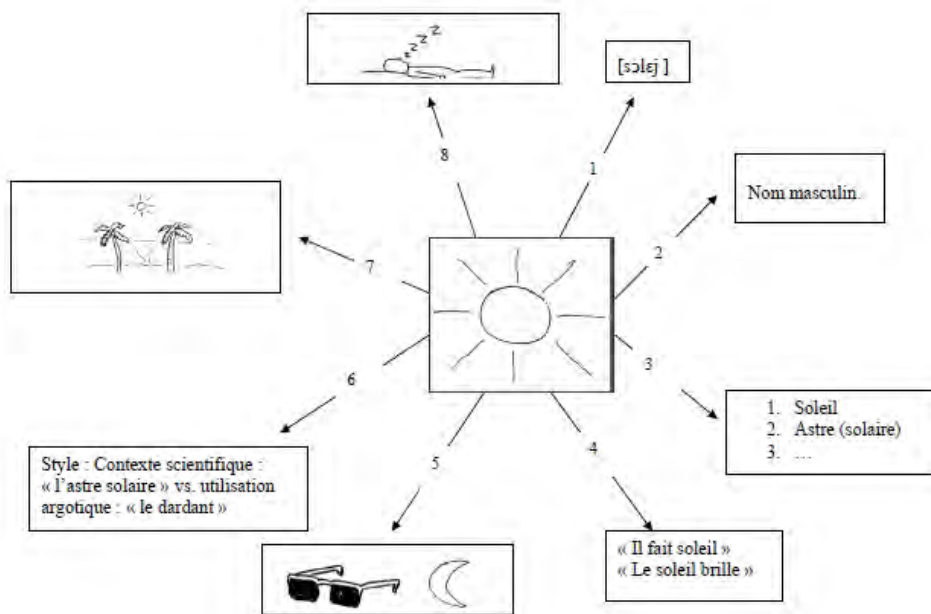 z z z z
[sɔlɛj ]
8
1
Nom masculin.
2
7
3
6
1. Soleil
2. Astre (solaire)
3. …
Style : Contexte scientifique :
« l’astre solaire » vs. utilisation
argotique : « le dardant »
5
4
« Il fait soleil »
« Le soleil brille »